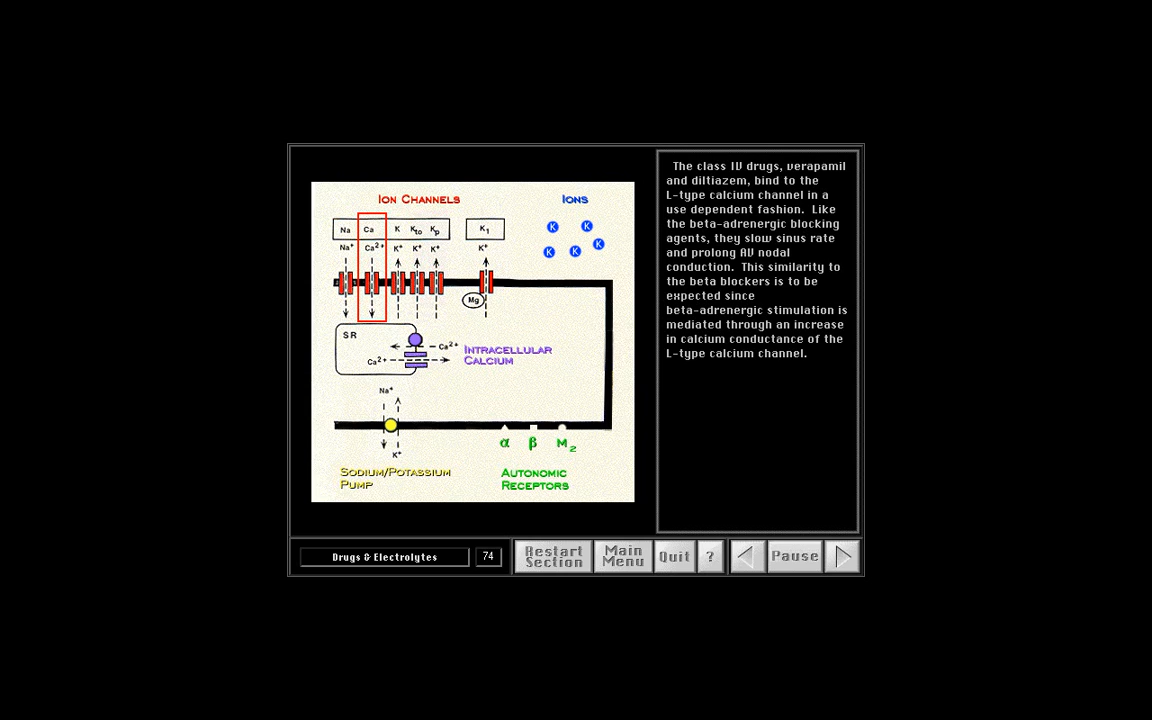 Ion Channels
Ions
Na Ca K Kto Kp K1
Na+ Ca2+ K+ K+ K+ K+
K K K K K
Mg
SR
Ca2+
Ca2+
Intracellular
Calcium
Na+
K+
α β M2
Sodium/Potassium
Pump
Autonomic
Receptors
The class IV drugs, verapamil
and diltiazem, bind to the
L-type calcium channel in a
use dependent fashion. Like
the beta-adrenergic blocking
agents, they slow sinus rate
and prolong AV nodal
conduction. This similarity to
the beta blockers is to be
expected since
beta-adrenergic stimulation is
mediated through an increase
in calcium conductance of the
L-type calcium channel.
Drugs & Electrolytes
74
Restart
Section
Main
Menu
Quit
?
Pause